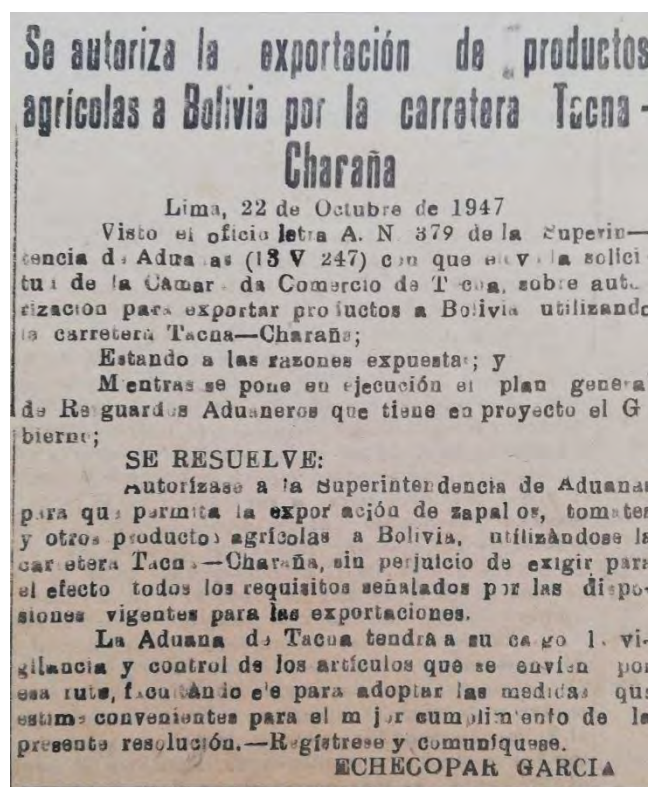 Se autoriza la exportación de productos
agrícolas a Bolivia por la carretera Tacna -
Charaña
Lima, 22 de Octubre de 1947
Visto el oficio letra A. N 379 de la Superin—
tencia de Aduanas (13 V 247) con que envía la solici
tud de la Cámara de Comercio de Tacna, sobre auto
rización para exportar productos a Bolivia utilizando
la carretera Tacna—Charaña;
Estando a las razones expuestas; y
Mientras se pone en ejecución el plan general
de Resguardos Aduaneros que tiene en proyecto el G
bierno;
SE RESUELVE:
Autorízase a la Superintendencia de Aduanas
para que permita la exportación de zapallos, tomates
y otros productos agrícolas a Bolivia, utilizándose la
carretera Tacna—Charaña, sin perjuicio de exigir para
el efecto todos los requisitos señalados por las dispo-
siones vigentes para las exportaciones.
La Aduana de Tacna tendrá a su cargo la vi-
gilancia y control de los artículos que se envíen por
esa ruta, facultándosele para adoptar las medidas que
estime convenientes para el mejor cumplimiento de la
presente resolución.—Regístrese y comuníquese.
ECHECOPAR GARCIA